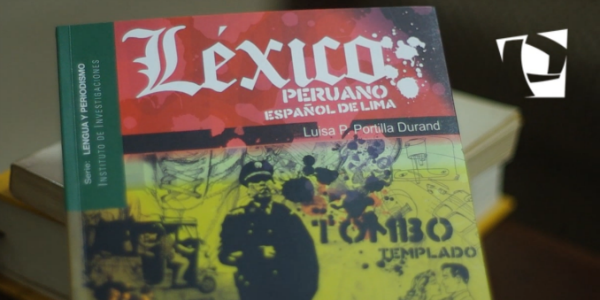 Serie: LENGUA Y PERIODISMO
INSTITUTO DE INVESTIGACIONES
Léxico
PERUANO
ESPAÑOL DE LIMA
Luisa P. Portilla Durand
TOMBO
TEMPLADO